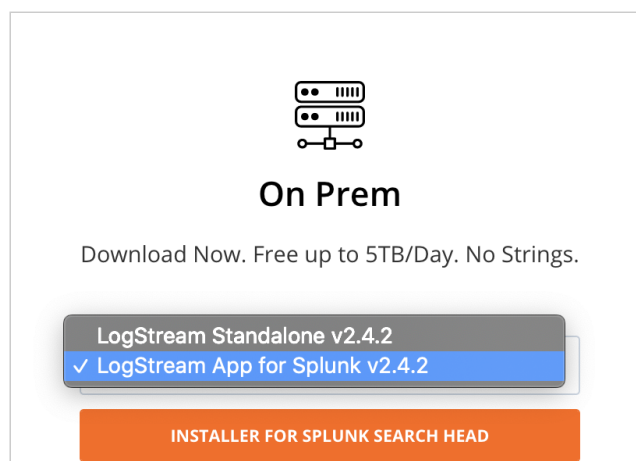 On Prem
Download Now. Free up to 5TB/Day. No Strings.
LogStream Standalone v2.4.2
✓ LogStream App for Splunk v2.4.2
INSTALLER FOR SPLUNK SEARCH HEAD